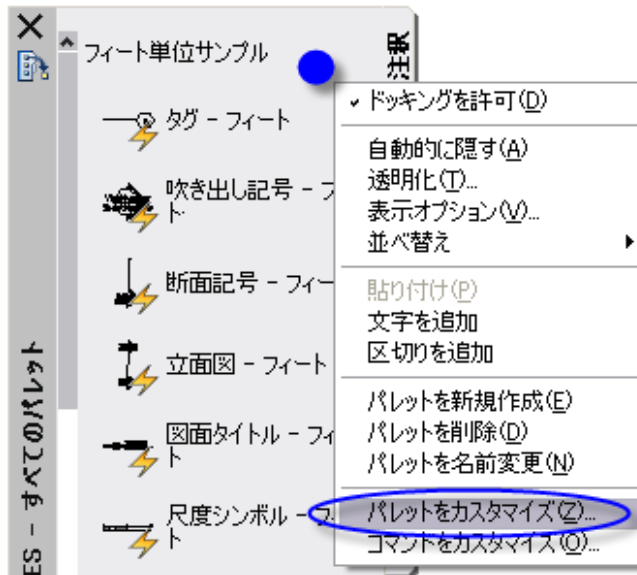 フィート単位サンプル
注釈
タグ - フィート
吹き出し記号 - フ
ト
断面記号 - フィー
立面図 - フィート
図面タイトル - フィ
ト
尺度シンボル - フ
ト
ES - すべてのパレット
ドッキングを許可(D)
自動的に隠す(A)
透明化(T)...
表示オプション(V)...
並べ替え
貼り付け(P)
文字を追加
区切りを追加
パレットを新規作成(E)
パレットを削除(D)
パレットを名前変更(N)
パレットをカスタマイズ(Z)...
コマンドをカスタマイズ(O)...